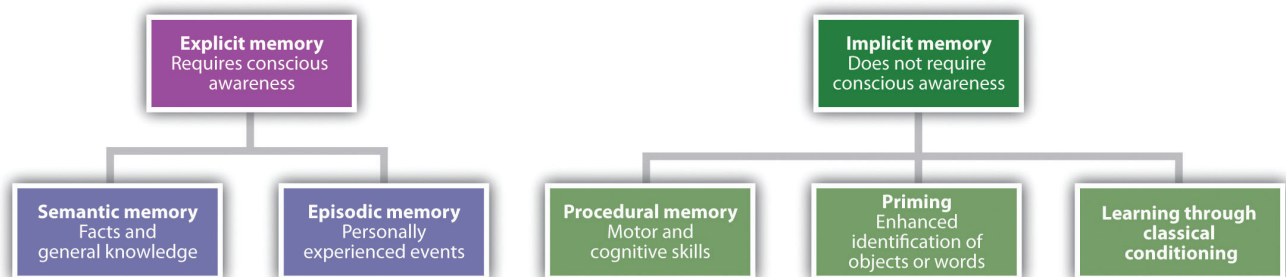 Explicit memory
Requires conscious
awareness
Implicit memory
Does not require
conscious awareness
Semantic memory
Facts and
general knowledge
Episodic memory
Personally
experienced events
Procedural memory
Motor and
cognitive skills
Priming
Enhanced
identification of
objects or words
Learning through
classical
conditioning